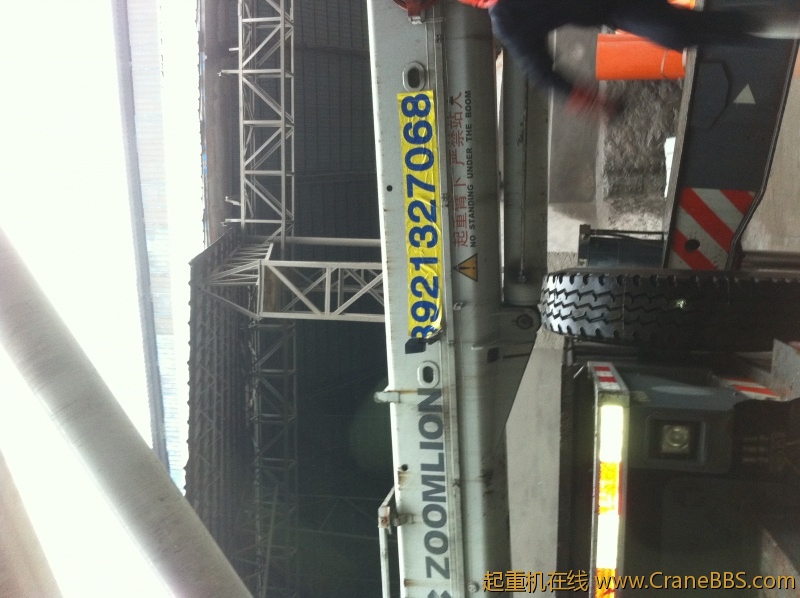 ZOOMLION
8921327068
起重臂下 严禁站人
NO STANDING UNDER THE BOOM
起重机在线 www.CraneBBS.com